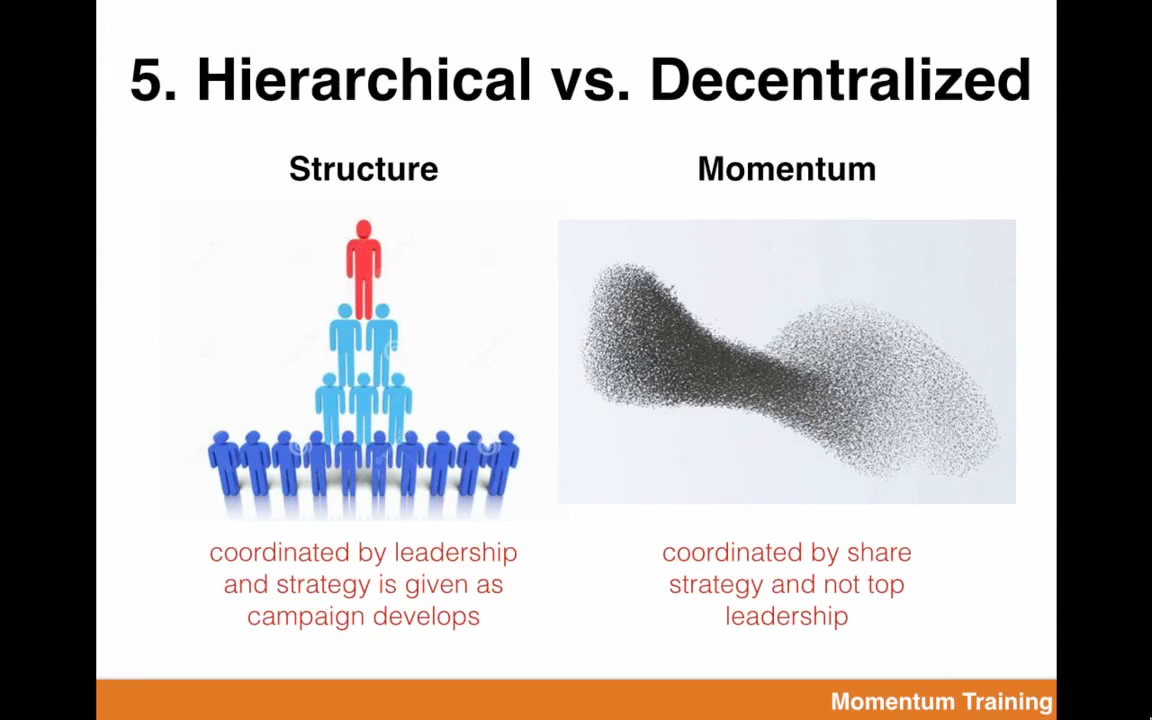 5. Hierarchical vs. Decentralized
Structure
Momentum
coordinated by leadership
and strategy is given as
campaign develops
coordinated by share
strategy and not top
leadership
Momentum Training